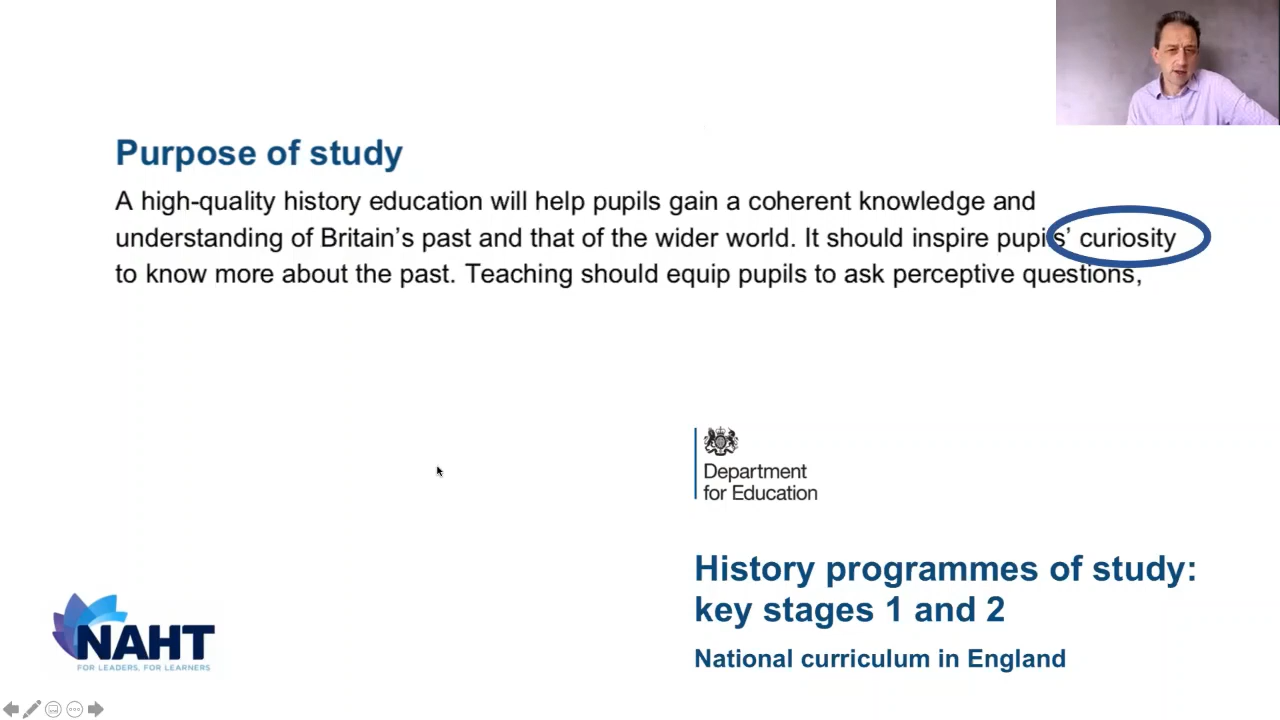 Purpose of study
A high-quality history education will help pupils gain a coherent knowledge and
understanding of Britain's past and that of the wider world. It should inspire pupils' curiosity
to know more about the past. Teaching should equip pupils to ask perceptive questions,
Department
for Education
History programmes of study:
key stages 1 and 2
National curriculum in England
NAHT
FOR LEADERS, FOR LEARNERS